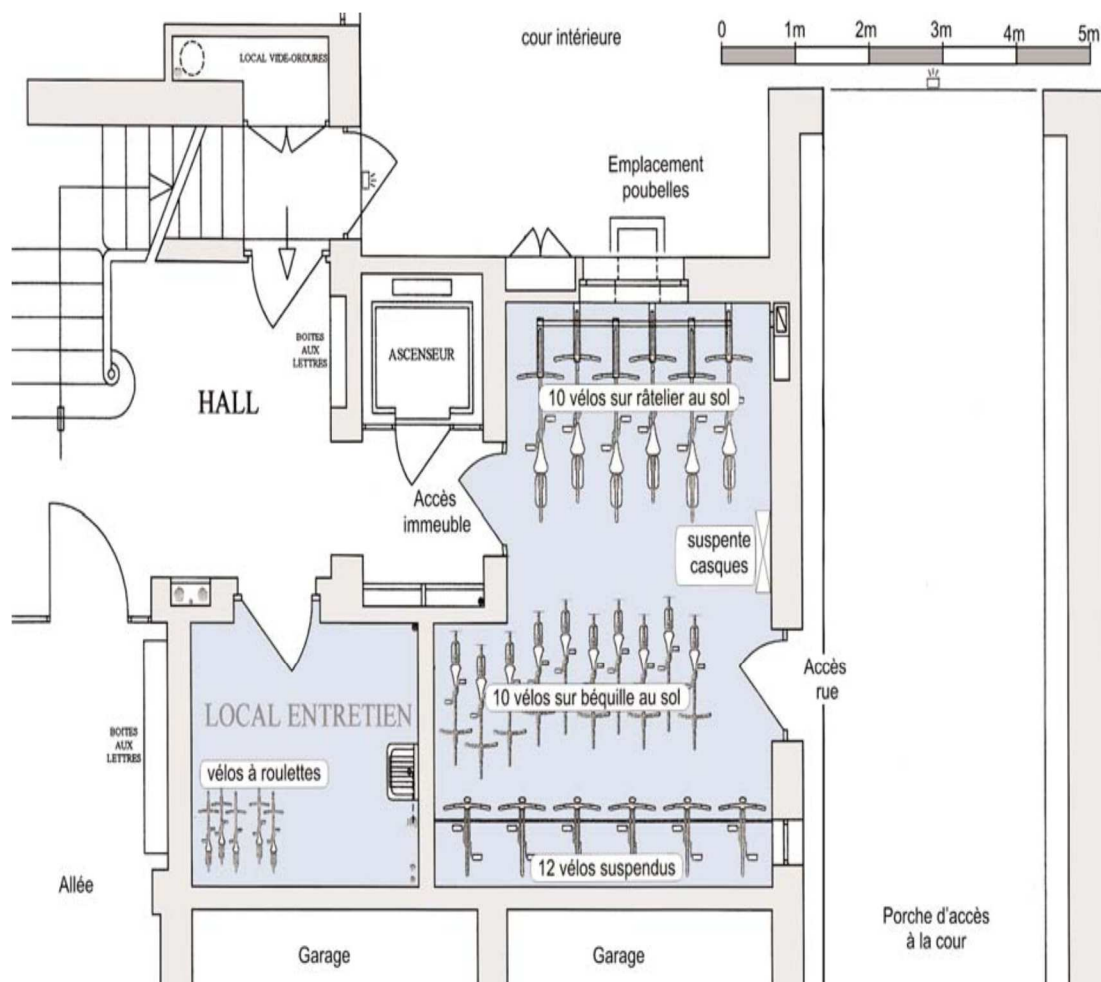 cour intérieure
0 1m 2m 3m 4m 5m
LOCAL VIDE-ORDURES
Emplacement
poubelles
BOITES
AUX
LETTRES
ASCENSEUR
HALL
10 vélos sur râtelier au sol
Accès
immeuble
suspente
casques
Accès
rue
10 vélos sur béquille au sol
LOCAL ENTRETIEN
BOITES
AUX
LETTRES
vélos à roulettes
12 vélos suspendus
Allée
Garage
Garage
Porche d'accès
à la cour